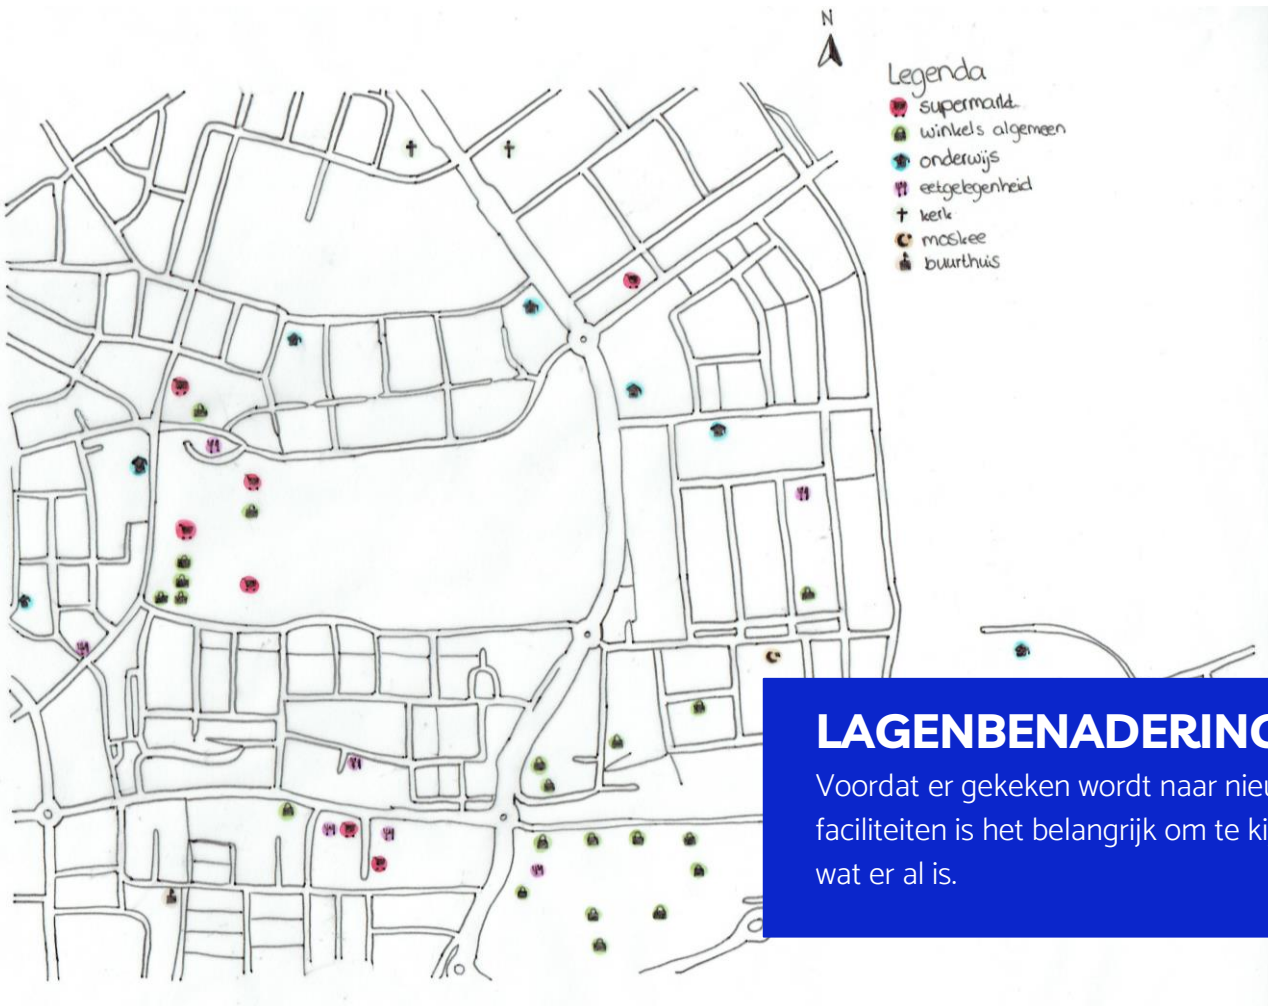 N
Legenda
supermarkt
winkels algemeen
onderwijs
eetgelegenheid
kerk
moskee
buurthuis
LAGENBENADERING
Voordat er gekeken wordt naar nieu
faciliteiten is het belangrijk om te ki
wat er al is.